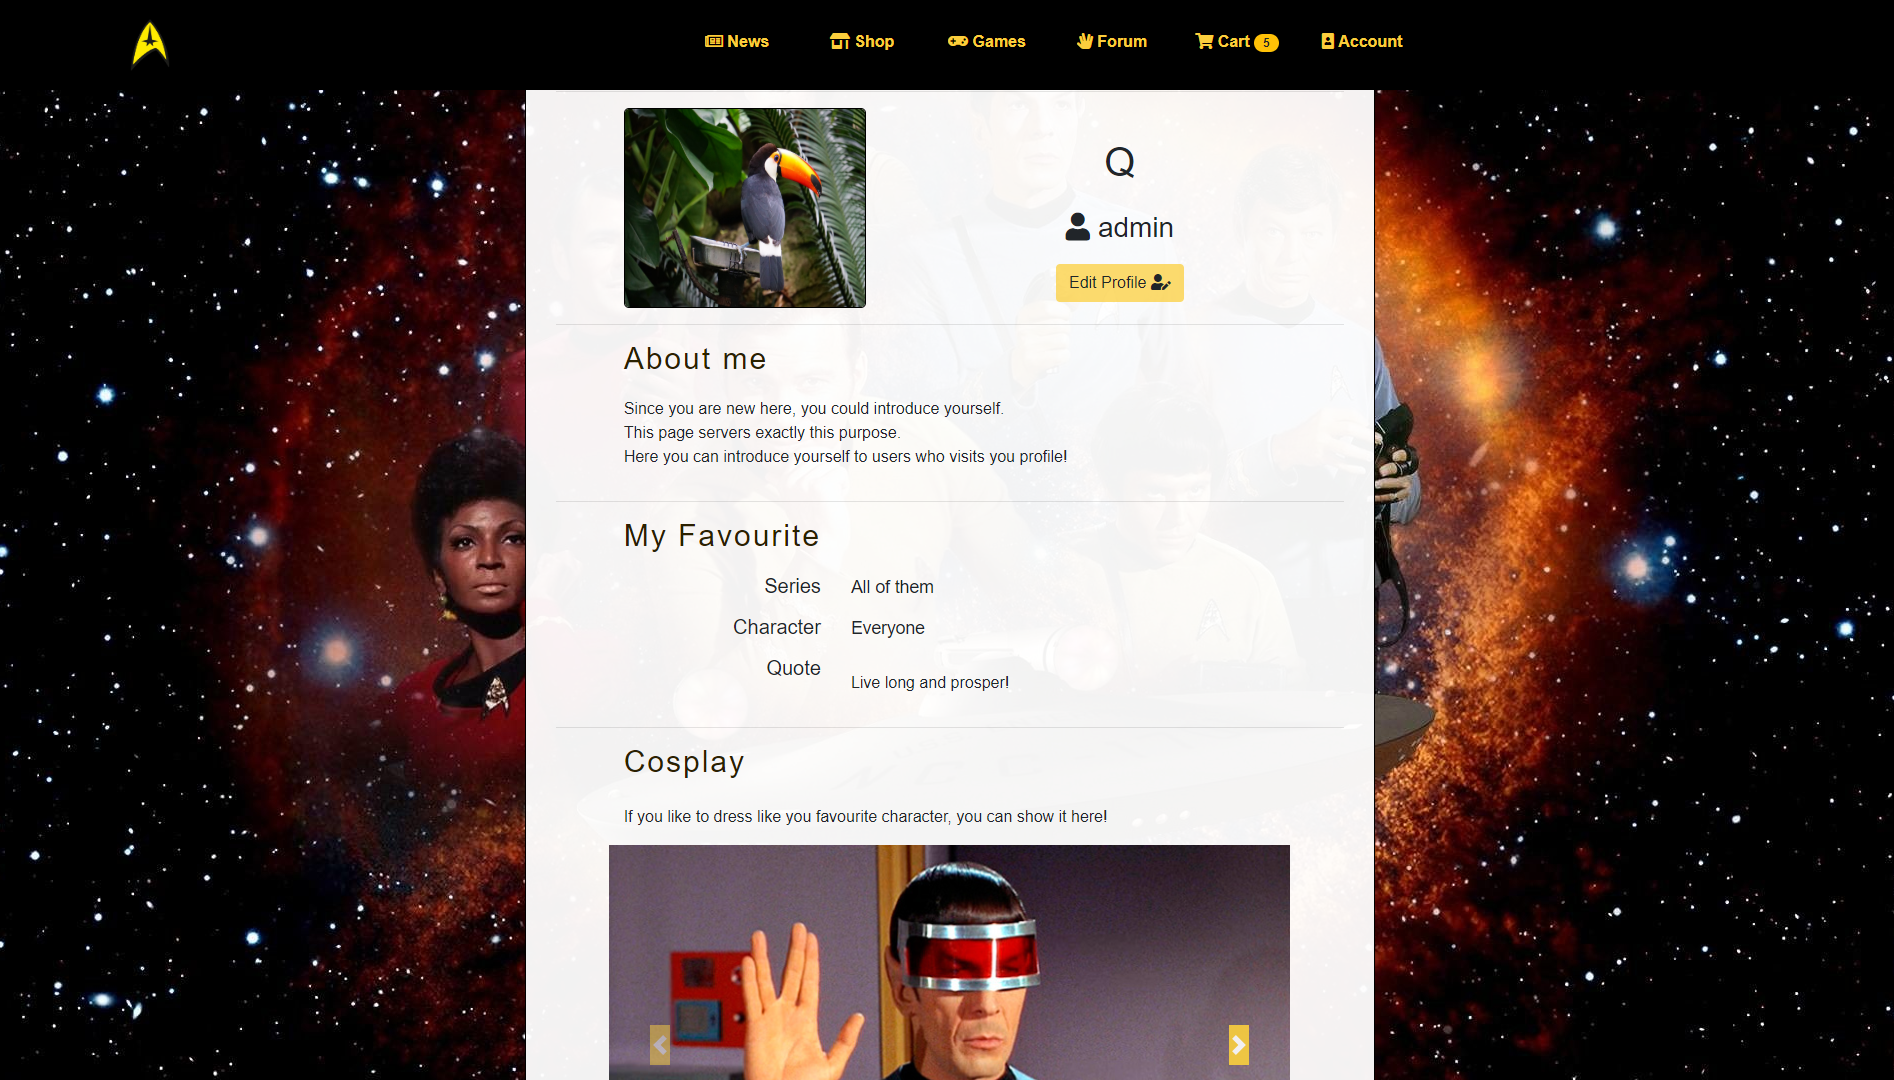 News Shop Games Forum Cart 5 Account
Q
admin
Edit Profile
About me
Since you are new here, you could introduce yourself.
This page servers exactly this purpose.
Here you can introduce yourself to users who visits you profile!
My Favourite
Series All of them
Character Everyone
Quote
Live long and prosper!
Cosplay
If you like to dress like you favourite character, you can show it here!